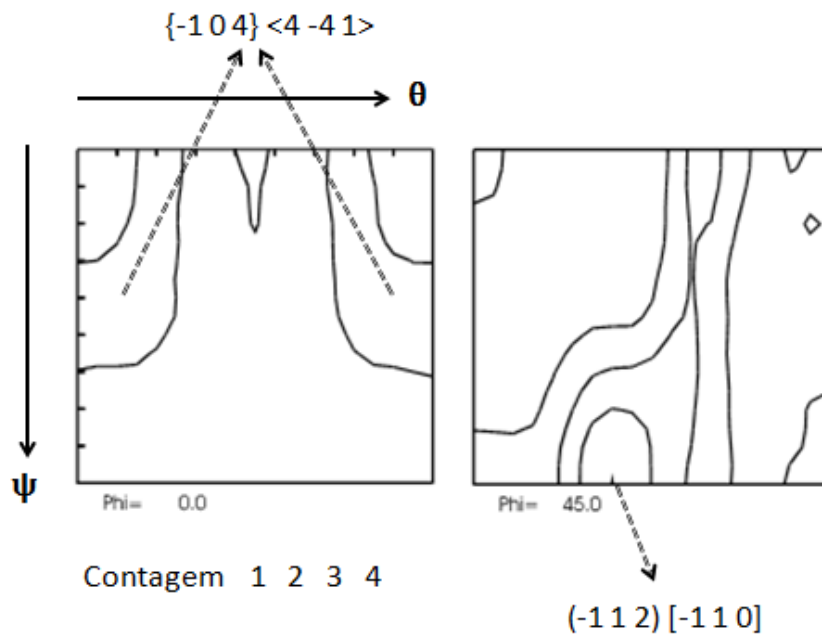 {-1 0 4} <4 -4 1>
θ
ψ
Phi= 0.0
Phi= 45.0
Contagem 1 2 3 4
(-1 1 2) [-1 1 0]